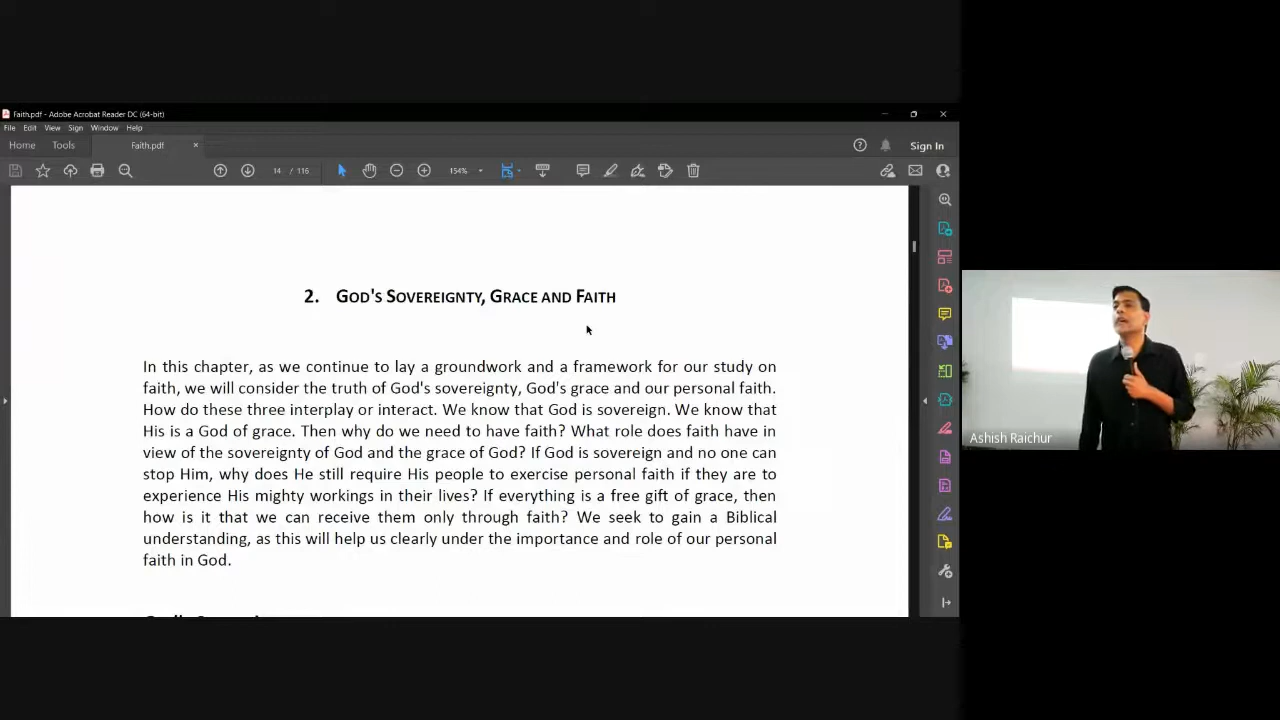 Faith.pdf - Adobe Acrobat Reader DC (64-bit)
File Edit View Sign Window Help
Home Tools Faith.pdf × Sign In
14 / 116 154%
2. GOD'S SOVEREIGNTY, GRACE AND FAITH
In this chapter, as we continue to lay a groundwork and a framework for our study on
faith, we will consider the truth of God's sovereignty, God's grace and our personal faith.
How do these three interplay or interact. We know that God is sovereign. We know that
His is a God of grace. Then why do we need to have faith? What role does faith have in
view of the sovereignty of God and the grace of God? If God is sovereign and no one can
stop Him, why does He still require His people to exercise personal faith if they are to
experience His mighty workings in their lives? If everything is a free gift of grace, then
how is it that we can receive them only through faith? We seek to gain a Biblical
understanding, as this will help us clearly under the importance and role of our personal
faith in God.
Ashish Raichur